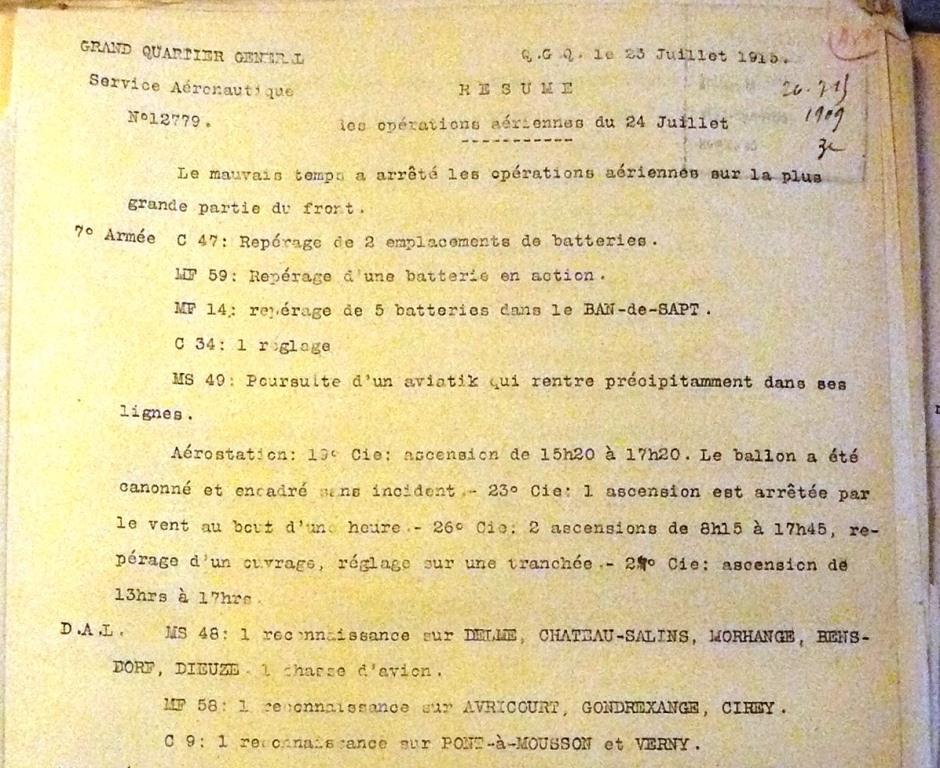 GRAND QUARTIER GENERAL
G.Q.G. le 25 Juillet 1915.
Service Aéronautique
RESUME
26.7.15
N°12779.
1909
les opérations aériennes du 24 Juillet
Le mauvais temps a arrêté les opérations aériennes sur la plus
grande partie du front.
7° Armée C 47: Repérage de 2 emplacements de batteries.
MF 59: Repérage d'une batterie en action.
MF 14: repérage de 5 batteries dans le BAN-de-SAPT.
C 34: 1 réglage
MS 49: Poursuite d'un aviatik qui rentre précipitamment dans ses
lignes.
Aérostation: 19° Cie: ascension de 15h20 à 17h20. Le ballon a été
canonné et encadré sans incident.- 23° Cie: 1 ascension est arrêtée par
le vent au bout d'une heure.- 26° Cie: 2 ascensions de 8h15 à 17h45, re-
pérage d'un ouvrage, réglage sur une tranchée.- Cie: ascension de
13hrs à 17hrs.
D.A.L. MS 48: 1 reconnaissance sur DELME, CHATEAU-SALINS, MORHANGE, BENS-
DORF, DIEUZE - 1 chasse d'avion.
MF 58: 1 reconnaissance sur AVRICOURT, GONDREXANGE, CIREY.
C 9: 1 reconnaissance sur PONT-à-MOUSSON et VERNY.